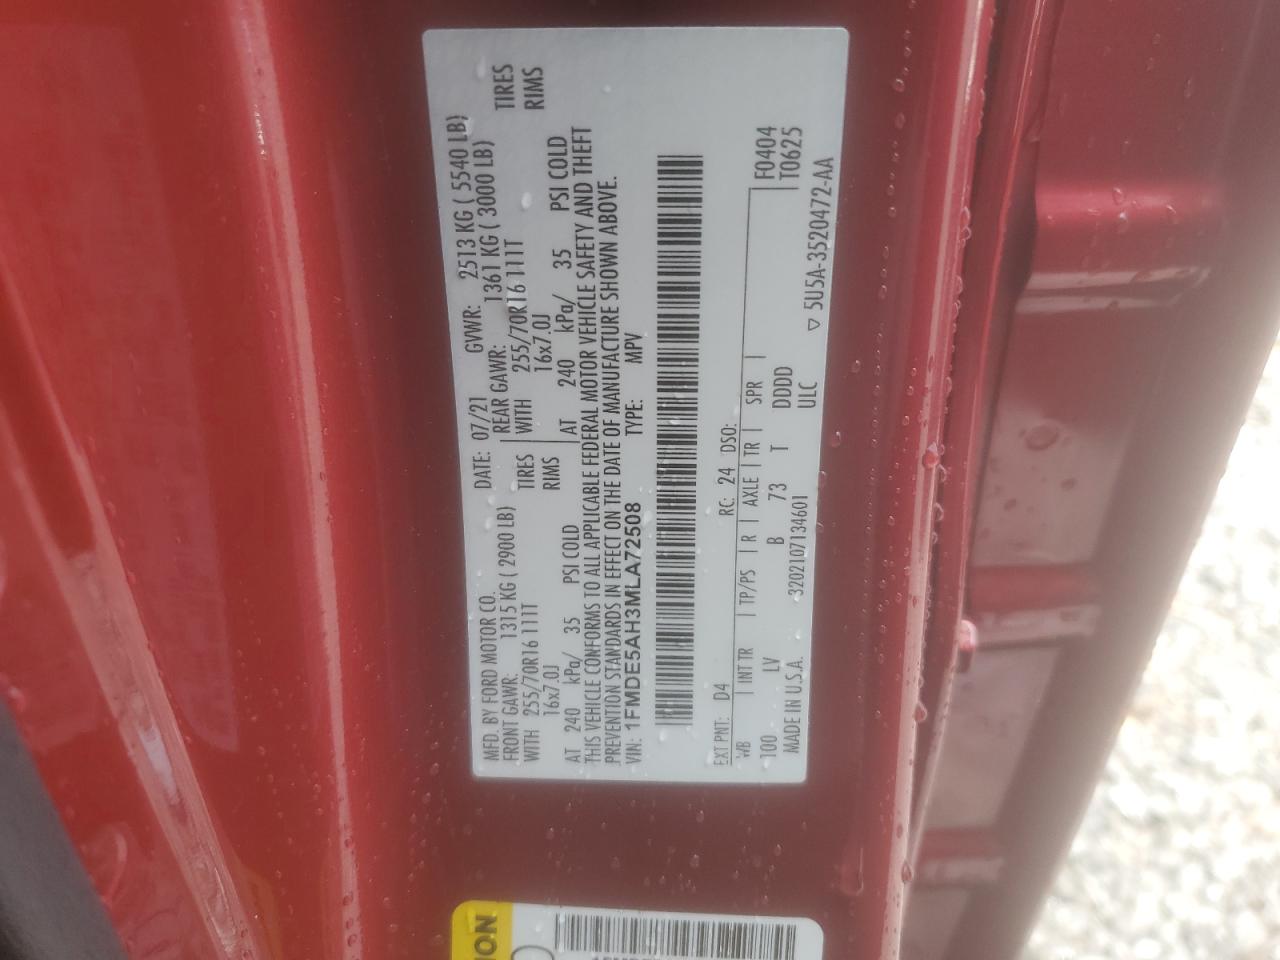 MFD. BY FORD MOTOR CO.
DATE: 07/21 GVWR: 2513 KG ( 5540 LB)
FRONT GAWR: 1315 KG ( 2900 LB) REAR GAWR: 1361 KG ( 3000 LB)
WITH 255/70R16 111T TIRES WITH 255/70R16 111T TIRES
16x7.0J RIMS 16x7.0J RIMS
AT 240 kPa/ 35 PSI COLD AT 240 kPa/ 35 PSI COLD
THIS VEHICLE CONFORMS TO ALL APPLICABLE FEDERAL MOTOR VEHICLE SAFETY AND THEFT
PREVENTION STANDARDS IN EFFECT ON THE DATE OF MANUFACTURE SHOWN ABOVE.
VIN: 1FMDE5AH3MLA72508 TYPE: MPV
EXT PNT: D4 RC: 24 DSO: F0404
WB INT TR TP/PS R AXLE TR SPR T0625
100 LV B 73 T DDDD
MADE IN U.S.A. 3202107134601 ULC 5U5A-3520472-AA
ION